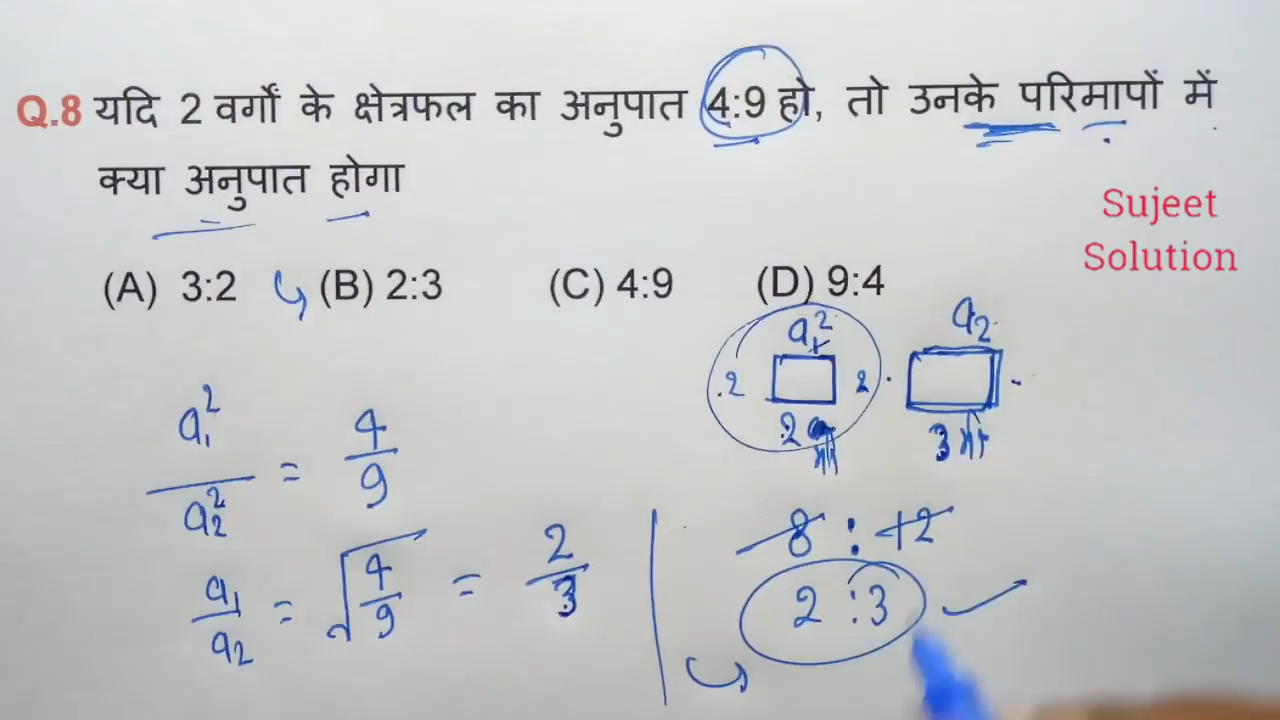 Q.8 यदि 2 वर्गों के क्षेत्रफल का अनुपात 4:9 हो, तो उनके परिमापों में
क्या अनुपात होगा
Sujeet
Solution
(A) 3:2 (B) 2:3 (C) 4:9 (D) 9:4
a₁² a₂
.2 2 .
2 3
a₁² / a₂² = 4/9
8 : 12
a₁/a₂ = √4/9 = 2/3
2 : 3